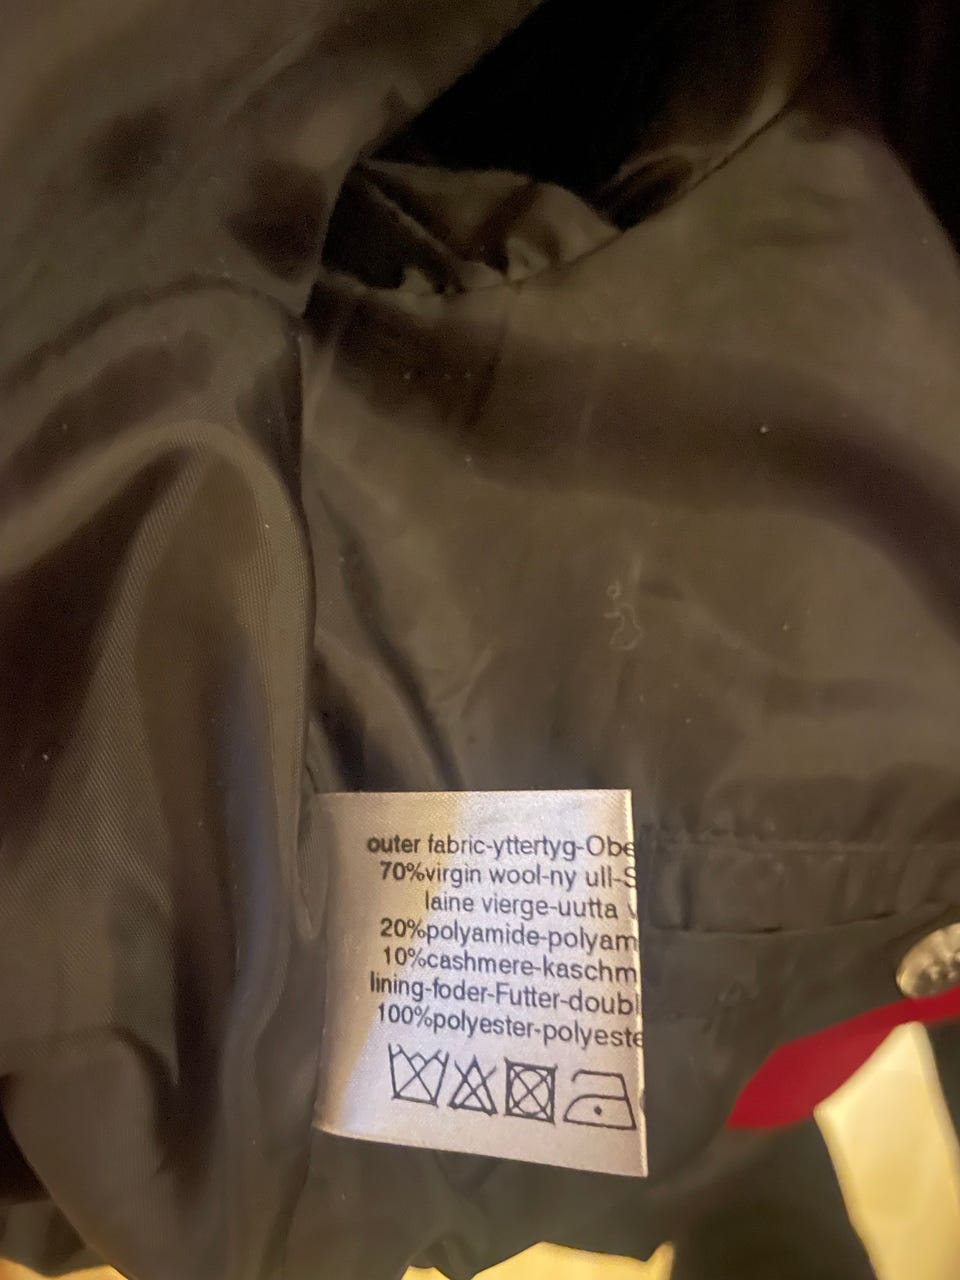 outer fabric-yttertyg-Obe
70%virgin wool-ny ull-S
laine vierge-uutta
20%polyamide-polyam
10%cashmere-kaschm
lining-foder-Futter-doubl
100%polyester-polyeste